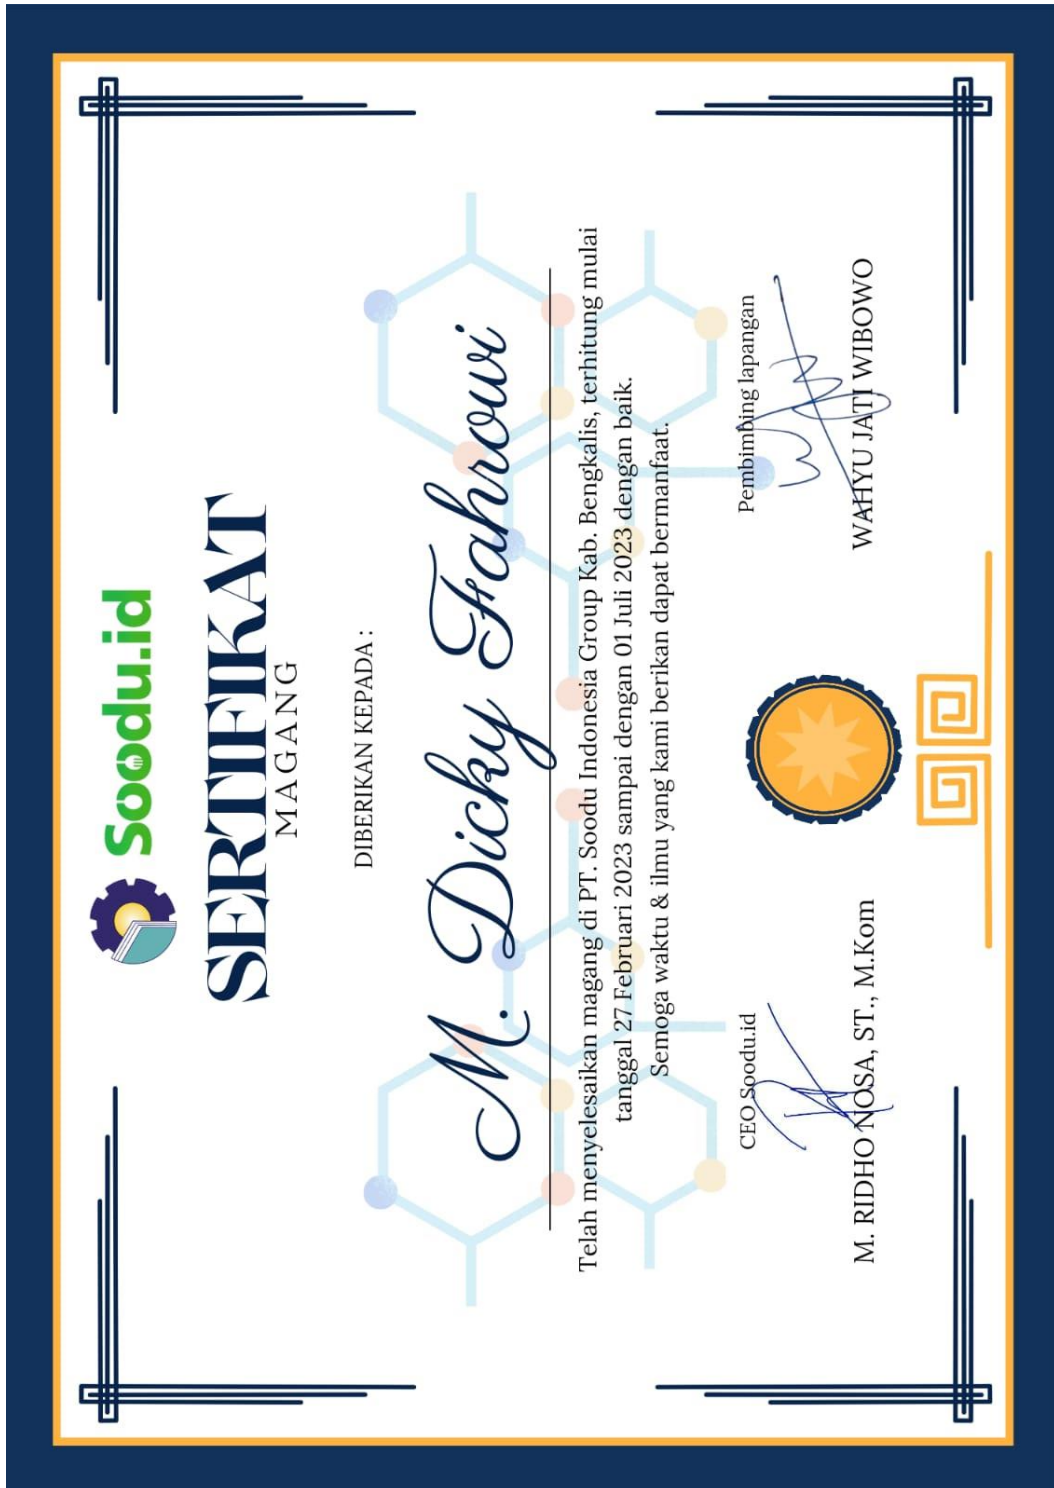 Soodu.id
SERTIFIKAT
MAGANG
DIBERIKAN KEPADA :
M. Dicky Fahrowi
Telah menyelesaikan magang di PT. Soodu Indonesia Group Kab. Bengkalis, terhitung mulai
tanggal 27 Februari 2023 sampai dengan 01 Juli 2023 dengan baik.
Semoga waktu & ilmu yang kami berikan dapat bermanfaat.
CEO Soodu.id
M. RIDHO NOSA, ST., M.Kom
Pembimbing lapangan
WAHYU JATI WIBOWO